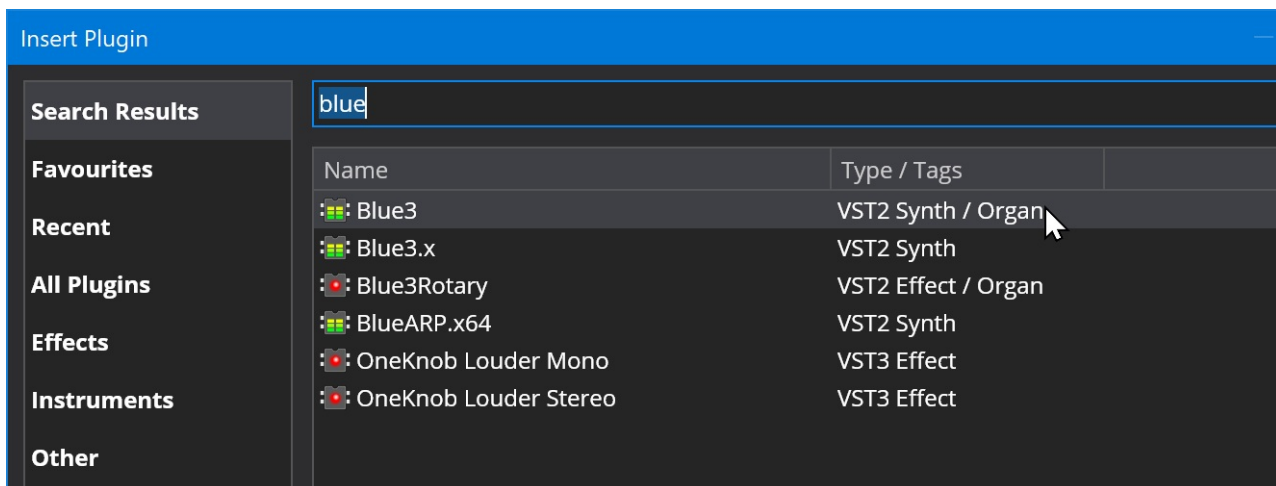 Insert Plugin
Search Results
Favourites
Recent
All Plugins
Effects
Instruments
Other
blue
Name Type / Tags
Blue3 VST2 Synth / Organ
Blue3.x VST2 Synth
Blue3Rotary VST2 Effect / Organ
BlueARP.x64 VST2 Synth
OneKnob Louder Mono VST3 Effect
OneKnob Louder Stereo VST3 Effect